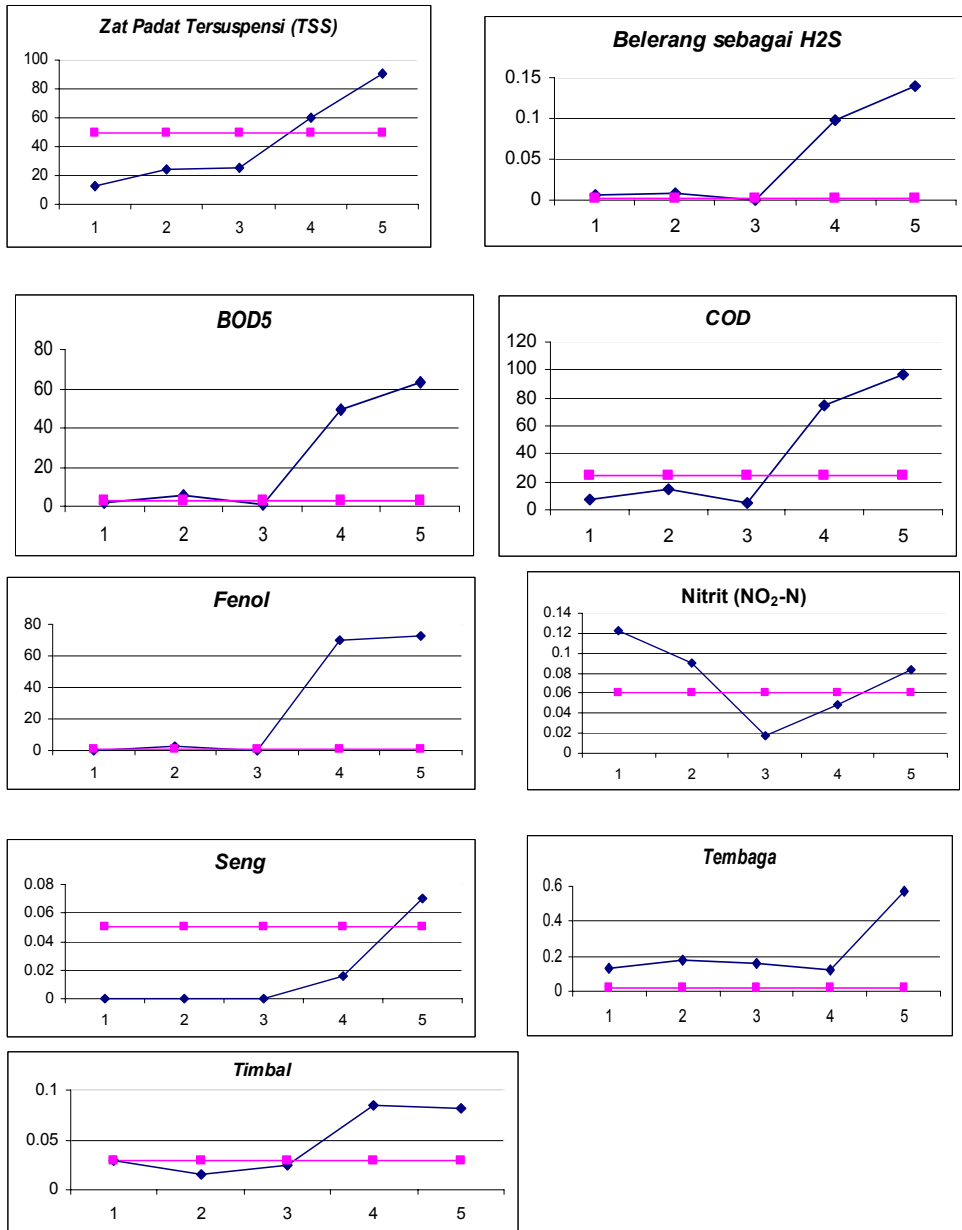 Zat Padat Tersuspensi (TSS)
100
80
60
40
20
0
1 2 3 4 5
Belerang sebagai H2S
0.15
0.1
0.05
0
1 2 3 4 5
BOD5
80
60
40
20
0
1 2 3 4 5
COD
120
100
80
60
40
20
0
1 2 3 4 5
Fenol
80
60
40
20
0
1 2 3 4 5
Nitrit (NO₂-N)
0.14
0.12
0.1
0.08
0.06
0.04
0.02
0
1 2 3 4 5
Seng
0.08
0.06
0.04
0.02
0
1 2 3 4 5
Tembaga
0.6
0.4
0.2
0
1 2 3 4 5
Timbal
0.1
0.05
0
1 2 3 4 5